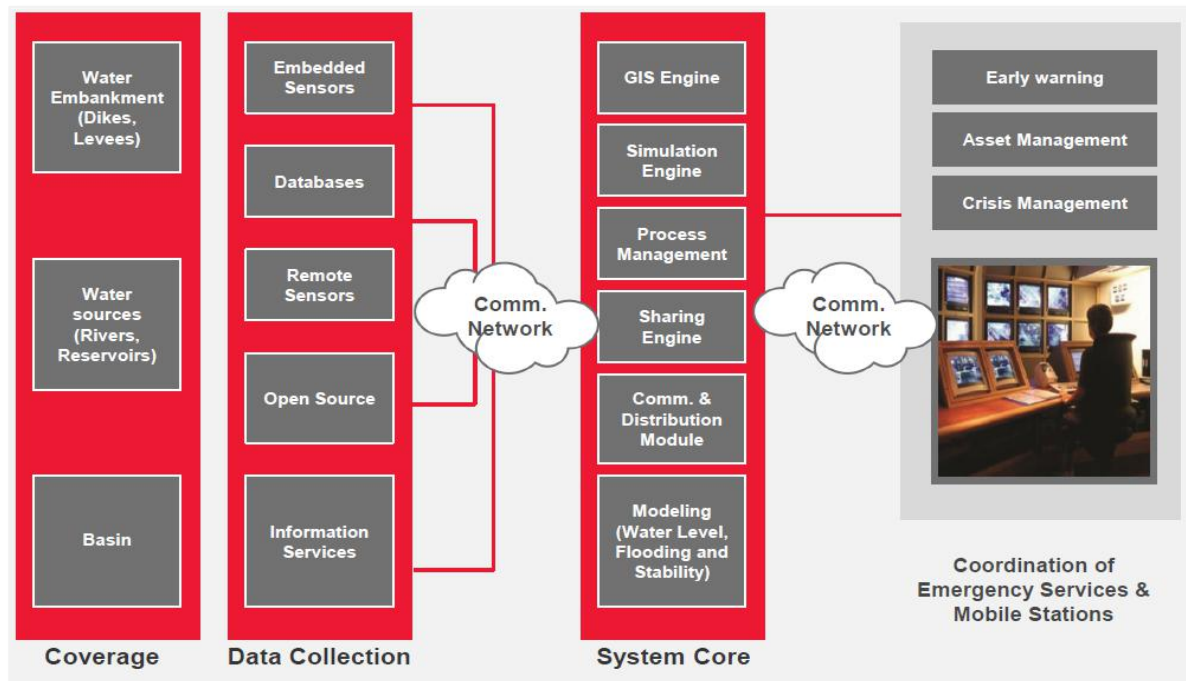 Water
Embankment
(Dikes,
Levees)
Water
sources
(Rivers,
Reservoirs)
Basin
Coverage
Embedded
Sensors
Databases
Remote
Sensors
Open Source
Information
Services
Data Collection
Comm.
Network
GIS Engine
Simulation
Engine
Process
Management
Sharing
Engine
Comm. &
Distribution
Module
Modeling
(Water Level,
Flooding and
Stability)
System Core
Comm.
Network
Early warning
Asset Management
Crisis Management
Coordination of
Emergency Services &
Mobile Stations